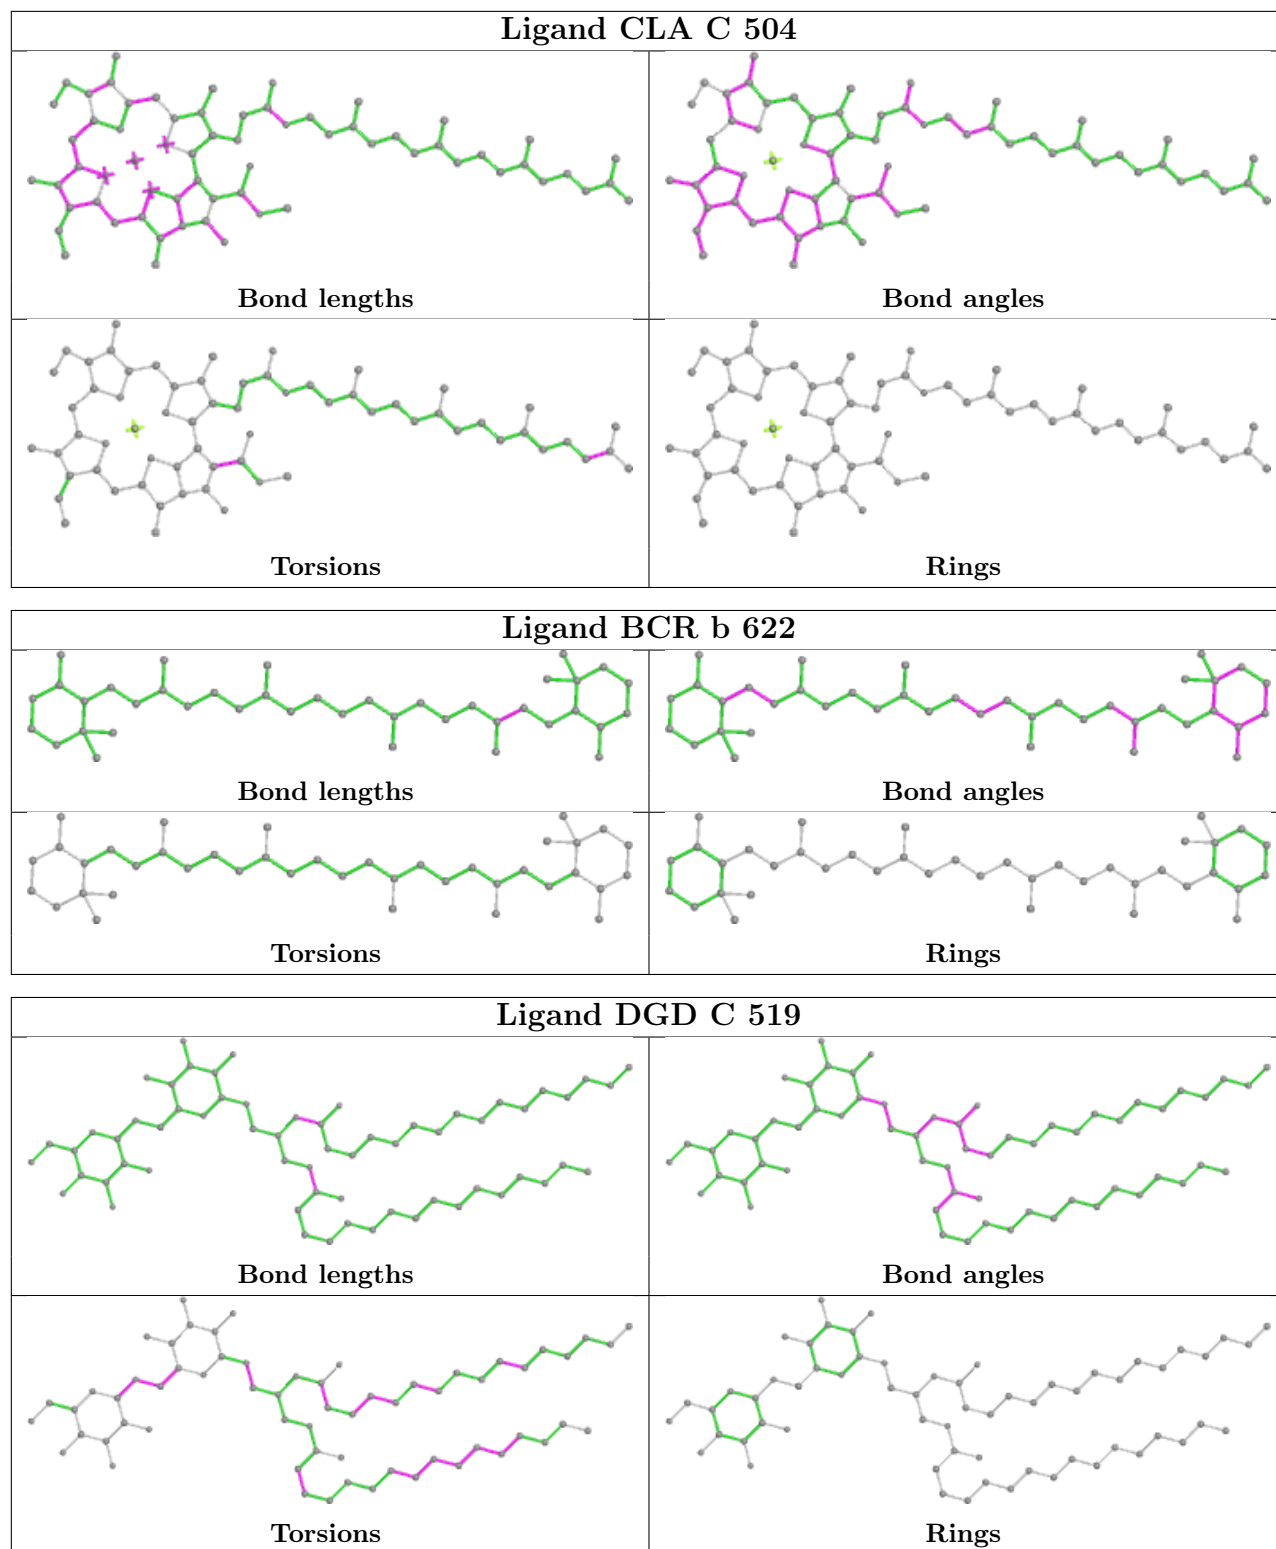 Ligand CLA C 504
Bond lengths
Bond angles
Torsions
Rings
Ligand BCR b 622
Bond lengths
Bond angles
Torsions
Rings
Ligand DGD C 519
Bond lengths
Bond angles
Torsions
Rings